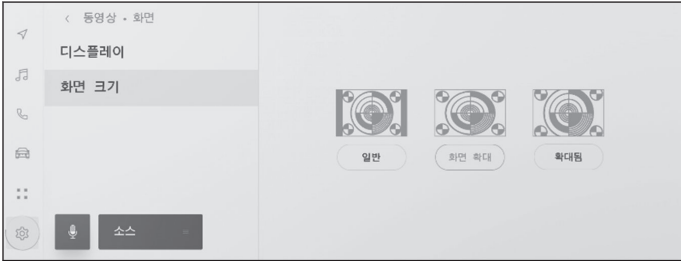 동영상 • 화면
디스플레이
화면 크기
일반
화면 확대
확대됨
소스